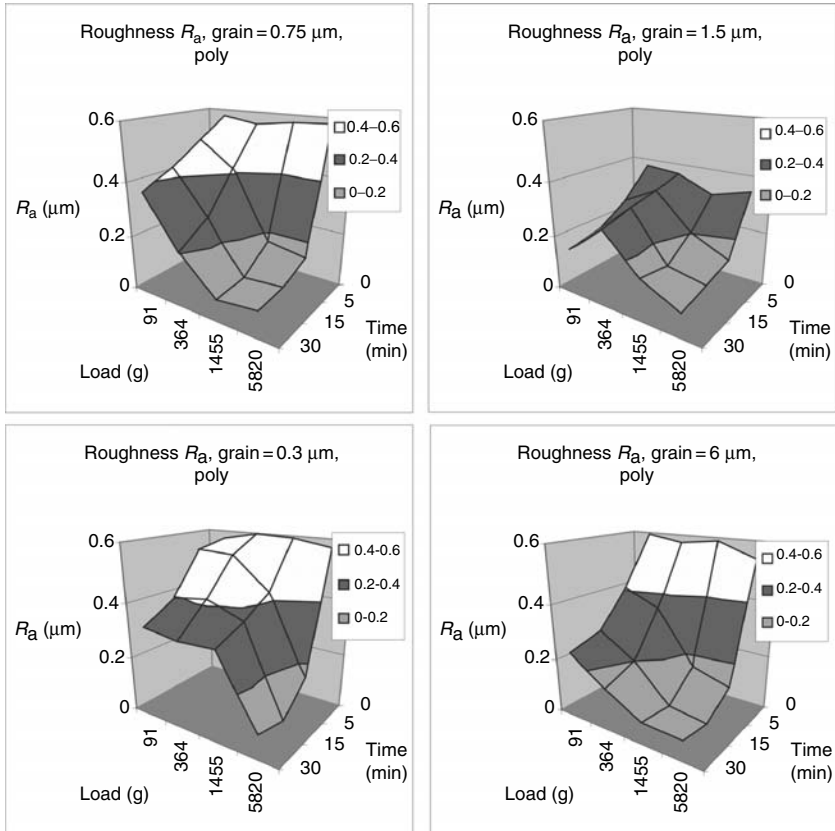 Roughness Ra, grain = 0.75 μm,
poly
0.6
0.4
0.2
0
Ra (μm)
0.4–0.6
0.2–0.4
0–0.2
91
364
1455
5820
Load (g)
0
5
15
30
Time
(min)
Roughness Ra, grain = 1.5 μm,
poly
0.6
0.4
0.2
0
Ra (μm)
0.4–0.6
0.2–0.4
0–0.2
91
364
1455
5820
Load (g)
0
5
15
30
Time
(min)
Roughness Ra, grain = 0.3 μm,
poly
0.6
0.4
0.2
0
Ra (μm)
0.4-0.6
0.2-0.4
0-0.2
91
364
1455
5820
Load (g)
0
5
15
30
Time
(min)
Roughness Ra, grain = 6 μm,
poly
0.6
0.4
0.2
0
Ra (μm)
0.4-0.6
0.2-0.4
0-0.2
91
364
1455
5820
Load (g)
0
5
15
30
Time
(min)